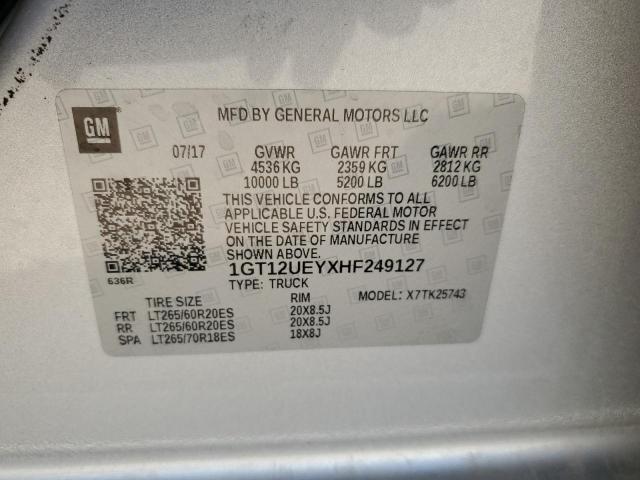 GM
MFD BY GENERAL MOTORS LLC
07/17 GVWR GAWR FRT GAWR RR
4536 KG 2359 KG 2812 KG
10000 LB 5200 LB 6200 LB
THIS VEHICLE CONFORMS TO ALL
APPLICABLE U.S. FEDERAL MOTOR
VEHICLE SAFETY STANDARDS IN
EFFECT ON THE DATE OF MANUFACTURE
SHOWN ABOVE.
1GT12UEYXHF249127
636R
TYPE: TRUCK
TIRE SIZE RIM MODEL: X7TK25743
FRT LT265/60R20ES 20X8.5J
RR LT265/60R20ES 20X8.5J
SPA LT265/70R18ES 18X8J